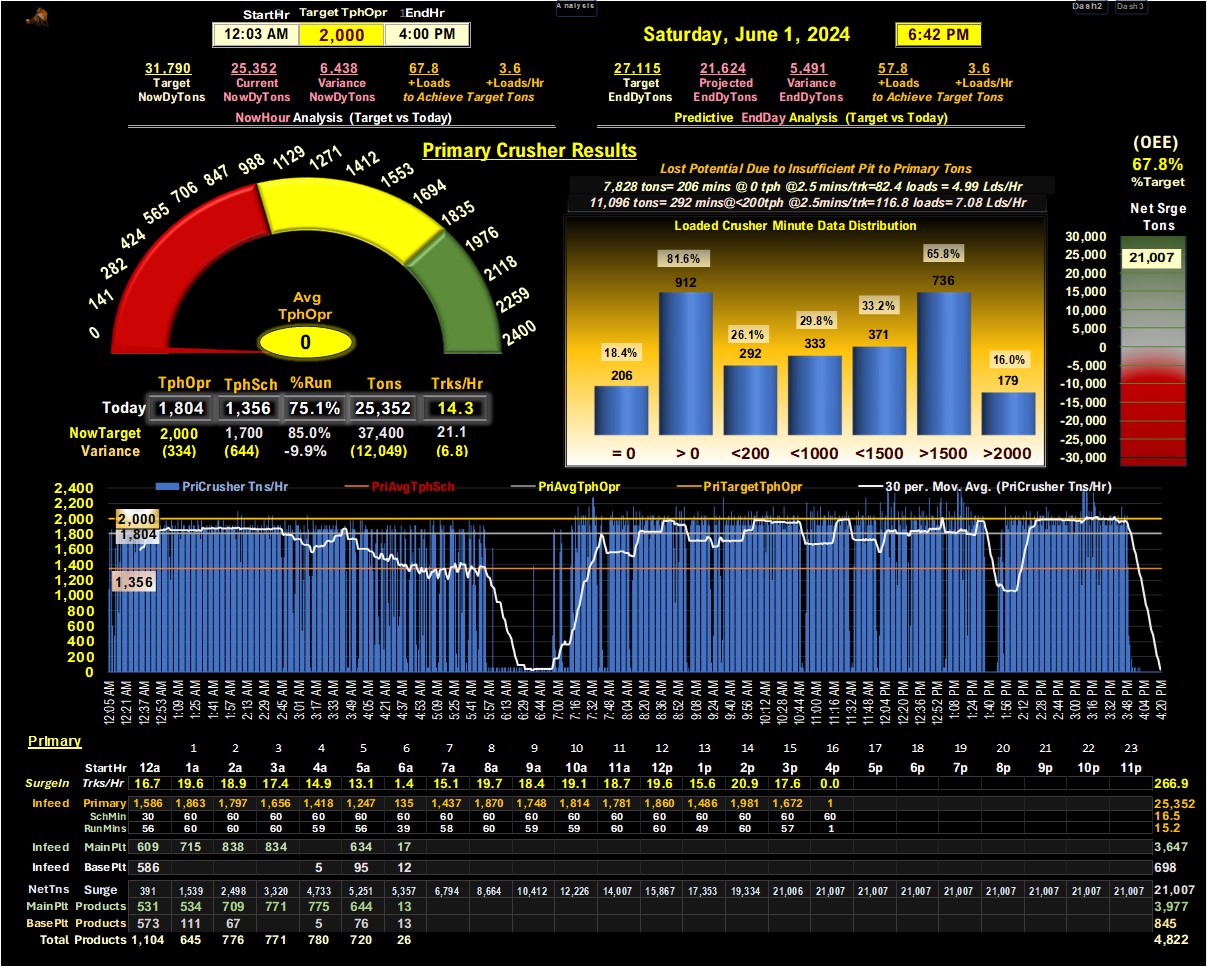 Analysis
Dash2 Dash3
StartHr Target TphOpr 1EndHr
12:03 AM 2,000 4:00 PM
Saturday, June 1, 2024 6:42 PM
31,790 25,352 6,438 67.8 3.6
Target Current Variance +Loads +Loads/Hr
NowDyTons NowDyTons NowDyTons to Achieve Target Tons
NowHour Analysis (Target vs Today)
27,115 21,624 5,491 57.8 3.6
Target Projected Variance +Loads +Loads/Hr
EndDyTons EndDyTons EndDyTons to Achieve Target Tons
Predictive EndDay Analysis (Target vs Today)
Primary Crusher Results
0 141 282 424 565 706 847 988 1129 1271 1412 1553 1694 1835 1976 2118 2259 2400
Avg
TphOpr
0
TphOpr TphSch %Run Tons Trks/Hr
Today 1,804 1,356 75.1% 25,352 14.3
NowTarget 2,000 1,700 85.0% 37,400 21.1
Variance (334) (644) -9.9% (12,049) (6.8)
Lost Potential Due to Insufficient Pit to Primary Tons
7,828 tons= 206 mins @ 0 tph @2.5 mins/trk=82.4 loads = 4.99 Lds/Hr
11,096 tons= 292 mins@<200tph @2.5mins/trk=116.8 loads= 7.08 Lds/Hr
Loaded Crusher Minute Data Distribution
18.4% 81.6% 26.1% 29.8% 33.2% 65.8% 16.0%
206 912 292 333 371 736 179
= 0 > 0 <200 <1000 <1500 >1500 >2000
(OEE)
67.8%
%Target
Net Srge
Tons
30,000
25,000
21,007
20,000
15,000
10,000
5,000
0
-5,000
-10,000
-15,000
-20,000
-25,000
-30,000
PriCrusher Tns/Hr PriAvgTphSch PriAvgTphOpr PriTargetTphOpr 30 per. Mov. Avg. (PriCrusher Tns/Hr)
2,400
2,200
2,000
1,800
1,600
1,400
1,200
1,000
800
600
400
200
0
2,000
1,804
1,356
12:05 AM 12:21 AM 12:37 AM 12:53 AM 1:09 AM 1:25 AM 1:41 AM 1:57 AM 2:13 AM 2:29 AM 2:45 AM 3:01 AM 3:17 AM 3:33 AM 3:49 AM 4:05 AM 4:21 AM 4:37 AM 4:53 AM 5:09 AM 5:25 AM 5:41 AM 5:57 AM 6:13 AM 6:29 AM 6:44 AM 7:00 AM 7:16 AM 7:32 AM 7:48 AM 8:04 AM 8:20 AM 8:36 AM 8:52 AM 9:08 AM 9:24 AM 9:40 AM 9:56 AM 10:12 AM 10:28 AM 10:44 AM 11:00 AM 11:16 AM 11:32 AM 11:48 AM 12:04 PM 12:20 PM 12:36 PM 12:52 PM 1:08 PM 1:24 PM 1:40 PM 1:56 PM 2:12 PM 2:28 PM 2:44 PM 3:00 PM 3:16 PM 3:32 PM 3:48 PM 4:04 PM 4:20 PM
Primary
1 2 3 4 5 6 7 8 9 10 11 12 13 14 15 16 17 18 19 20 21 22 23
StartHr 12a 1a 2a 3a 4a 5a 6a 7a 8a 9a 10a 11a 12p 1p 2p 3p 4p 5p 6p 7p 8p 9p 10p 11p
SurgeIn Trks/Hr 16.7 19.6 18.9 17.4 14.9 13.1 1.4 15.1 19.7 18.4 19.1 18.7 19.6 15.6 20.9 17.6 0.0 266.9
Infeed Primary 1,586 1,863 1,797 1,656 1,418 1,247 135 1,437 1,870 1,748 1,814 1,781 1,860 1,486 1,981 1,672 1 25,352
SchMin 30 60 60 60 60 60 60 60 60 60 60 60 60 60 60 60 60 16.5
RunMins 56 60 60 60 59 56 39 58 60 59 59 60 60 49 60 57 1 15.2
Infeed MainPlt 609 715 838 834 634 17 3,647
Infeed BasePlt 586 5 95 12 698
NetTns Surge 391 1,539 2,498 3,320 4,733 5,251 5,357 6,794 8,664 10,412 12,226 14,007 15,867 17,353 19,334 21,006 21,007 21,007 21,007 21,007 21,007 21,007 21,007 21,007 21,007
MainPlt Products 531 534 709 771 775 644 13 3,977
BasePlt Products 573 111 67 5 76 13 845
Total Products 1,104 645 776 771 780 720 26 4,822